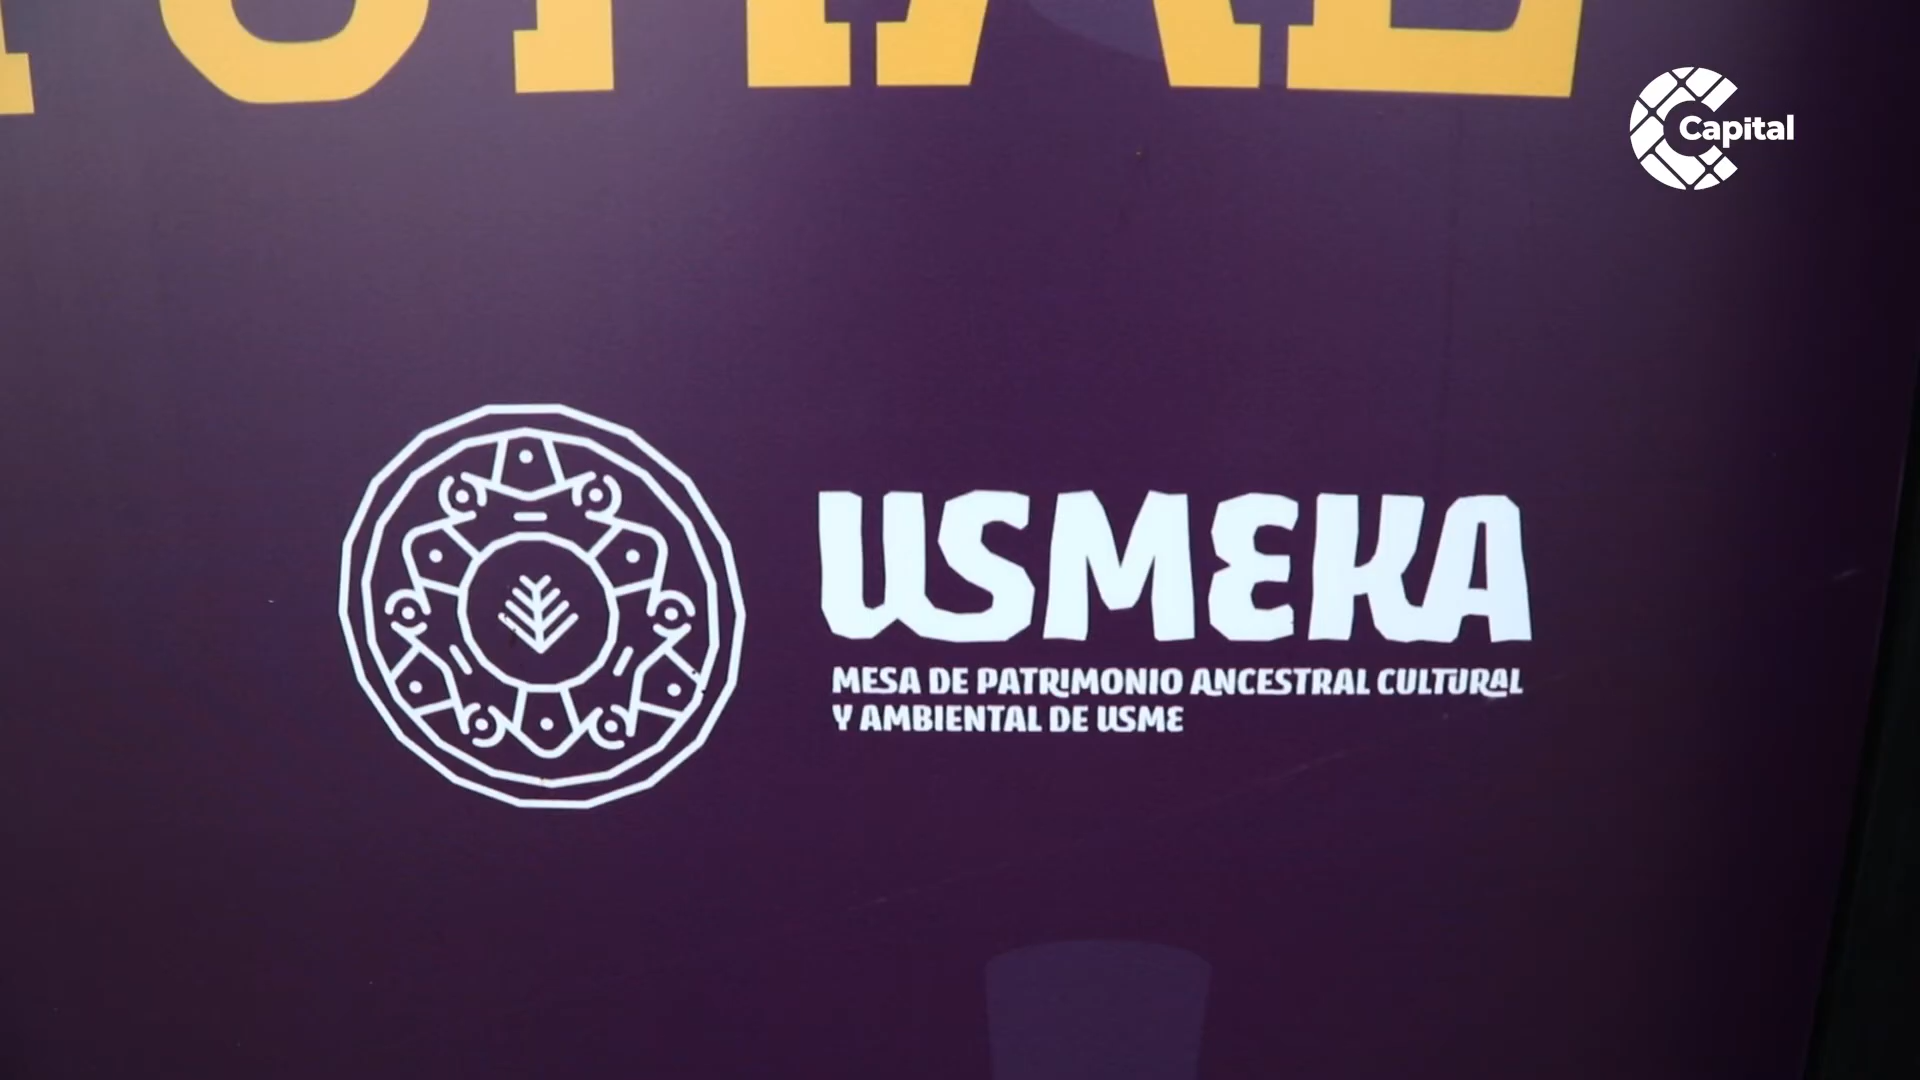 Capital
USMEKA
MESA DE PATRIMONIO ANCESTRAL CULTURAL
Y AMBIENTAL DE USME